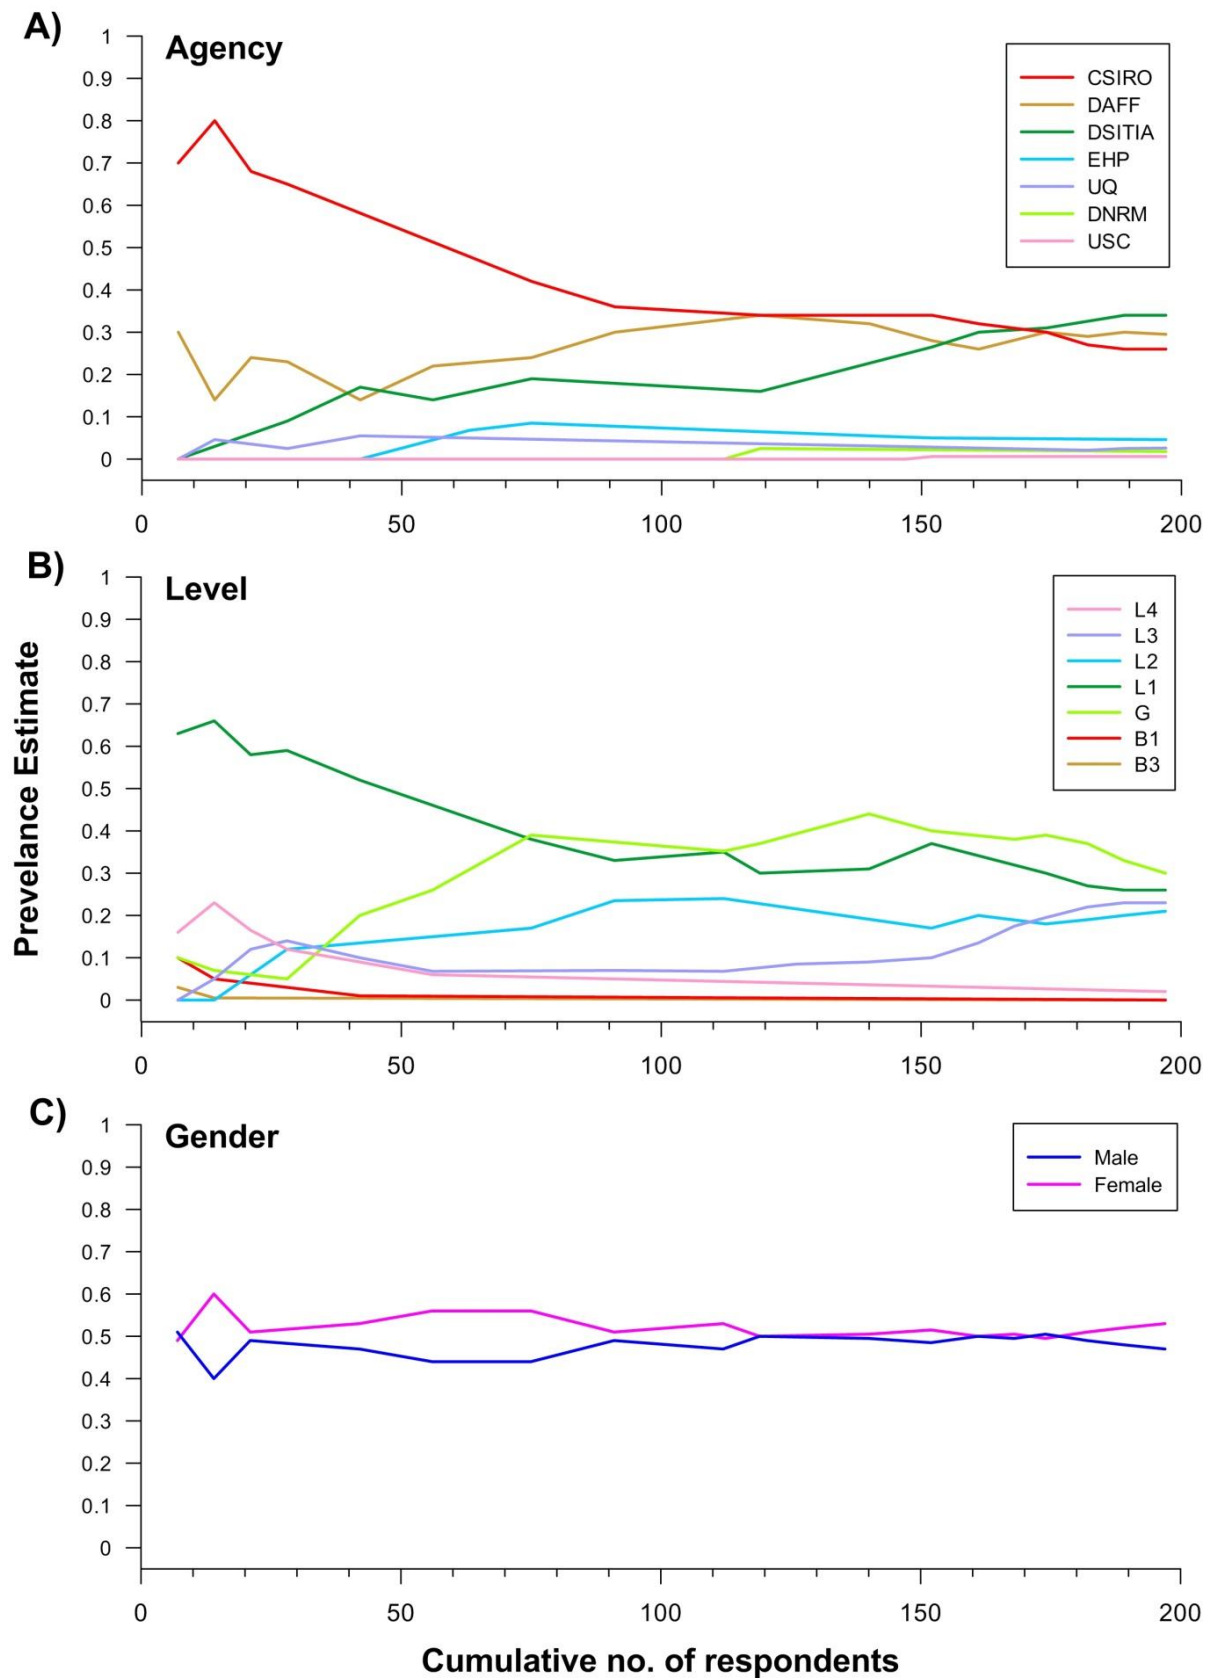 A)
Agency
1
0.9
0.8
0.7
0.6
0.5
0.4
0.3
0.2
0.1
0
CSIRO
DAFF
DSITIA
EHP
UQ
DNRM
USC
0 50 100 150 200
B)
Level
1
0.9
0.8
0.7
0.6
0.5
0.4
0.3
0.2
0.1
0
L4
L3
L2
L1
G
B1
B3
Prevelance Estimate
0 50 100 150 200
C)
Gender
1
0.9
0.8
0.7
0.6
0.5
0.4
0.3
0.2
0.1
0
Male
Female
0 50 100 150 200
Cumulative no. of respondents